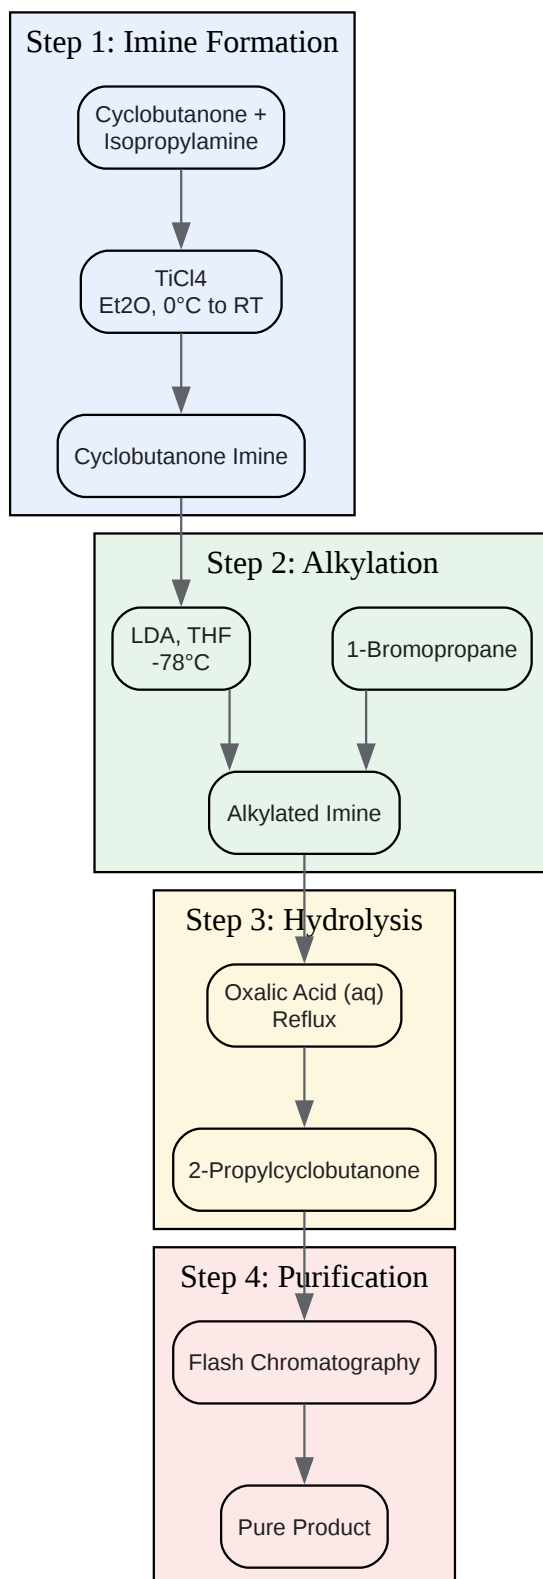 Step 1: Imine Formation
Cyclobutanone +
Isopropylamine
TiCl4
Et2O, 0°C to RT
Cyclobutanone Imine
Step 2: Alkylation
LDA, THF
-78°C
1-Bromopropane
Alkylated Imine
Step 3: Hydrolysis
Oxalic Acid (aq)
Reflux
2-Propylcyclobutanone
Step 4: Purification
Flash Chromatography
Pure Product